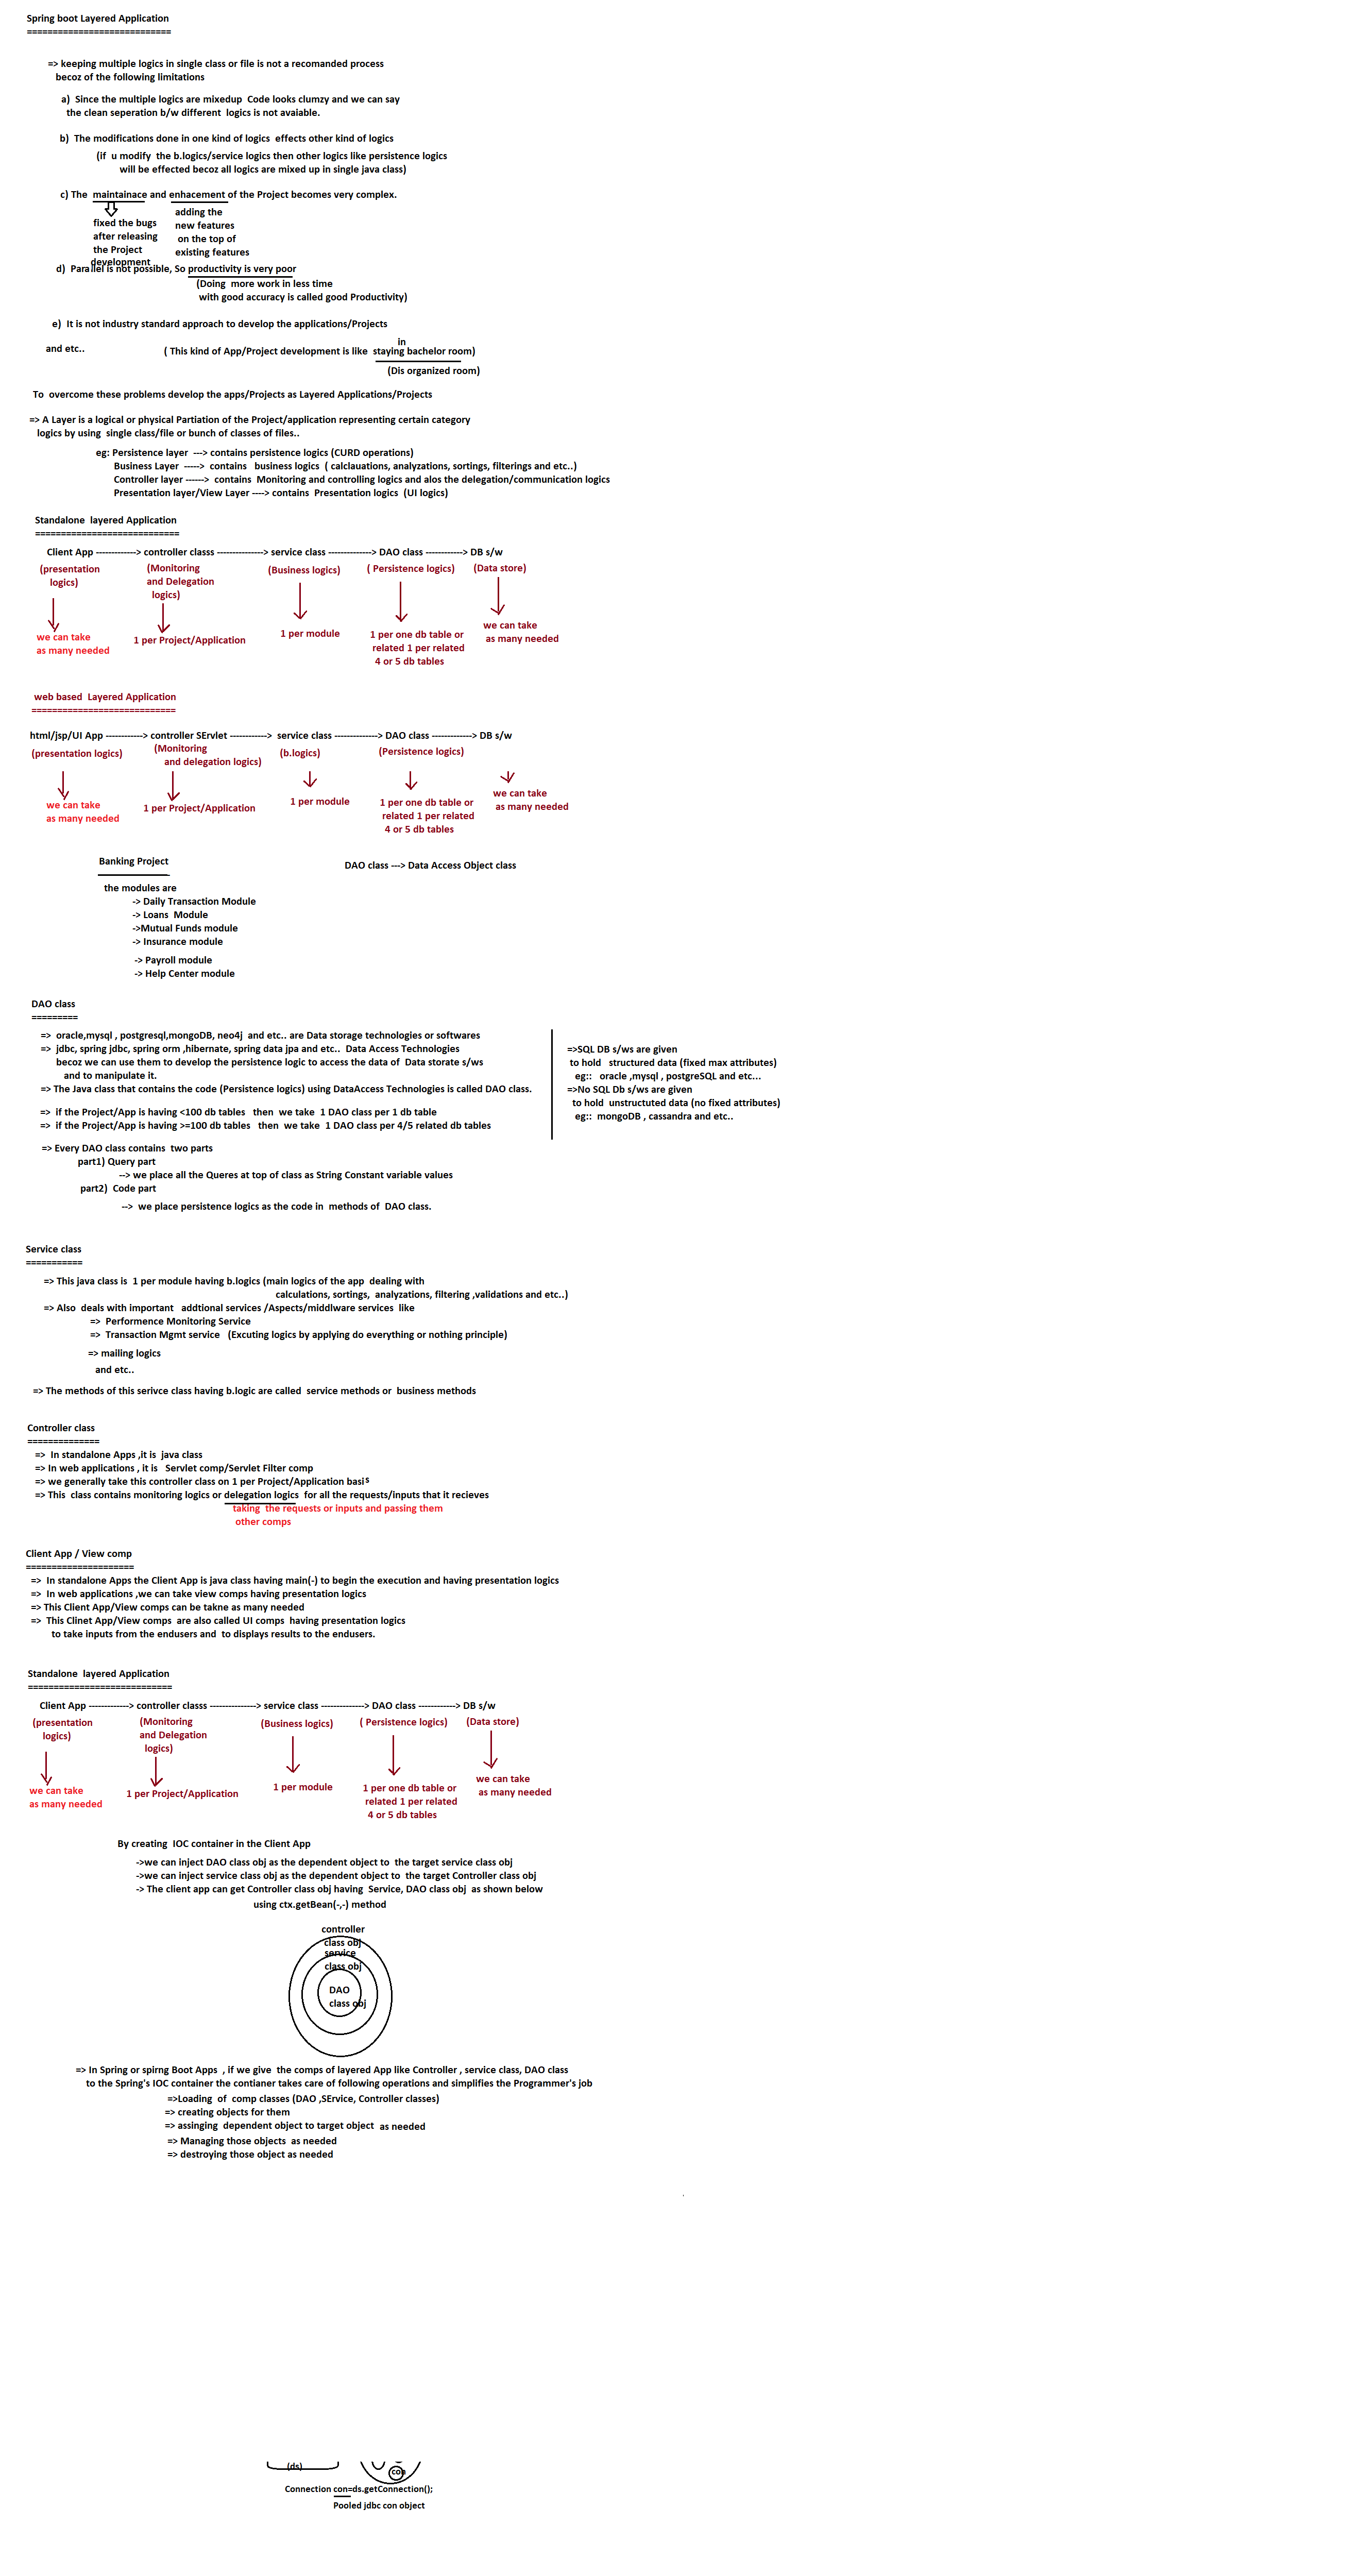 Spring boot Layered Application
============================
=> keeping multiple logics in single class or file is not a recomanded process
becoz of the following limitations
a) Since the multiple logics are mixedup Code looks clumzy and we can say
the clean seperation b/w different logics is not avaiable.
b) The modifications done in one kind of logics effects other kind of logics
(if u modify the b.logics/service logics then other logics like persistence logics
will be effected becoz all logics are mixed up in single java class)
c) The maintainace and enhacement of the Project becomes very complex.
fixed the bugs
after releasing
the Project
adding the
new features
on the top of
existing features
development
d) Parallel is not possible, So productivity is very poor
(Doing more work in less time
with good accuracy is called good Productivity)
e) It is not industry standard approach to develop the applications/Projects
and etc..
in
( This kind of App/Project development is like staying bachelor room)
(Dis organized room)
To overcome these problems develop the apps/Projects as Layered Applications/Projects
=> A Layer is a logical or physical Partiation of the Project/application representing certain category
logics by using single class/file or bunch of classes of files..
eg: Persistence layer ---> contains persistence logics (CURD operations)
Business Layer -----> contains business logics ( calclauations, analyzations, sortings, filterings and etc..)
Controller layer ------> contains Monitoring and controlling logics and alos the delegation/communication logics
Presentation layer/View Layer ----> contains Presentation logics (UI logics)
Standalone layered Application
============================
Client App -------------> controller classs ---------------> service class --------------> DAO class ------------> DB s/w
(presentation
logics)
(Monitoring
and Delegation
logics)
(Business logics)
( Persistence logics)
(Data store)
we can take
as many needed
1 per Project/Application
1 per module
1 per one db table or
related 1 per related
4 or 5 db tables
we can take
as many needed
web based Layered Application
============================
html/jsp/UI App ------------> controller SErvlet ------------> service class --------------> DAO class -------------> DB s/w
(presentation logics)
(Monitoring
and delegation logics)
(b.logics)
(Persistence logics)
we can take
as many needed
1 per Project/Application
1 per module
1 per one db table or
related 1 per related
4 or 5 db tables
we can take
as many needed
Banking Project
DAO class ---> Data Access Object class
the modules are
-> Daily Transaction Module
-> Loans Module
->Mutual Funds module
-> Insurance module
-> Payroll module
-> Help Center module
DAO class
=========
=> oracle,mysql , postgresql,mongoDB, neo4j and etc.. are Data storage technologies or softwares
=> jdbc, spring jdbc, spring orm ,hibernate, spring data jpa and etc.. Data Access Technologies
becoz we can use them to develop the persistence logic to access the data of Data storate s/ws
and to manipulate it.
=> The Java class that contains the code (Persistence logics) using DataAccess Technologies is called DAO class.
=> if the Project/App is having <100 db tables then we take 1 DAO class per 1 db table
=> if the Project/App is having >=100 db tables then we take 1 DAO class per 4/5 related db tables
=>SQL DB s/ws are given
to hold structured data (fixed max attributes)
eg:: oracle ,mysql , postgreSQL and etc...
=>No SQL Db s/ws are given
to hold unstructuted data (no fixed attributes)
eg:: mongoDB , cassandra and etc..
=> Every DAO class contains two parts
part1) Query part
--> we place all the Queres at top of class as String Constant variable values
part2) Code part
--> we place persistence logics as the code in methods of DAO class.
Service class
===========
=> This java class is 1 per module having b.logics (main logics of the app dealing with
calculations, sortings, analyzations, filtering ,validations and etc..)
=> Also deals with important addtional services /Aspects/middlware services like
=> Performence Monitoring Service
=> Transaction Mgmt service (Excuting logics by applying do everything or nothing principle)
=> mailing logics
and etc..
=> The methods of this serivce class having b.logic are called service methods or business methods
Controller class
==============
=> In standalone Apps ,it is java class
=> In web applications , it is Servlet comp/Servlet Filter comp
=> we generally take this controller class on 1 per Project/Application basis
=> This class contains monitoring logics or delegation logics for all the requests/inputs that it recieves
taking the requests or inputs and passing them
other comps
Client App / View comp
=====================
=> In standalone Apps the Client App is java class having main(-) to begin the execution and having presentation logics
=> In web applications ,we can take view comps having presentation logics
=> This Client App/View comps can be takne as many needed
=> This Clinet App/View comps are also called UI comps having presentation logics
to take inputs from the endusers and to displays results to the endusers.
Standalone layered Application
============================
Client App -------------> controller classs ---------------> service class --------------> DAO class ------------> DB s/w
(presentation
logics)
(Monitoring
and Delegation
logics)
(Business logics)
( Persistence logics)
(Data store)
we can take
as many needed
1 per Project/Application
1 per module
1 per one db table or
related 1 per related
4 or 5 db tables
we can take
as many needed
By creating IOC container in the Client App
->we can inject DAO class obj as the dependent object to the target service class obj
->we can inject service class obj as the dependent object to the target Controller class obj
-> The client app can get Controller class obj having Service, DAO class obj as shown below
using ctx.getBean(-,-) method
controller
class obj
service
class obj
DAO
class obj
=> In Spring or spirng Boot Apps , if we give the comps of layered App like Controller , service class, DAO class
to the Spring's IOC container the contianer takes care of following operations and simplifies the Programmer's job
=>Loading of comp classes (DAO ,SErvice, Controller classes)
=> creating objects for them
=> assinging dependent object to target object as needed
=> Managing those objects as needed
=> destroying those object as needed
(ds)
con
Connection con=ds.getConnection();
Pooled jdbc con object